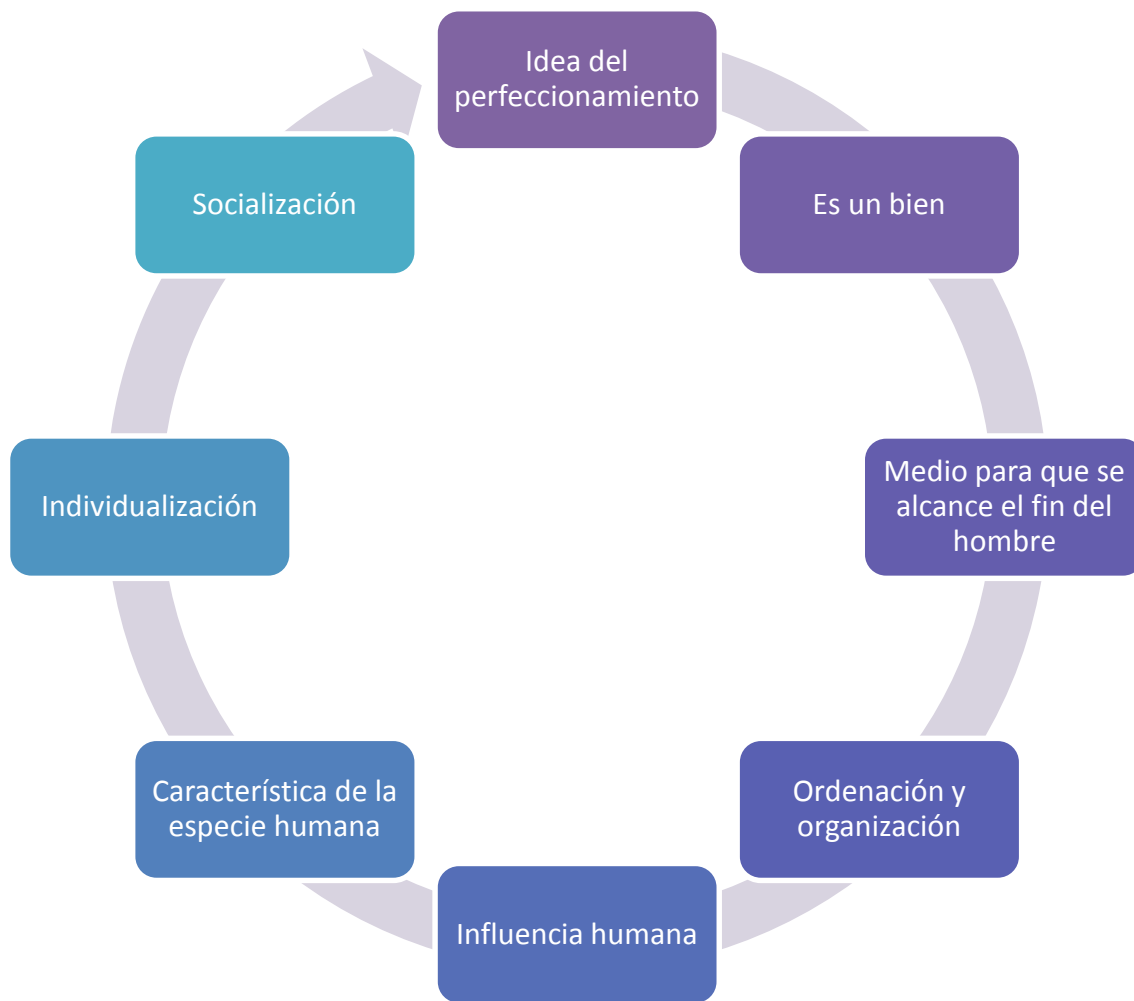 Idea del
perfeccionamiento
Es un bien
Medio para que se
alcance el fin del
hombre
Ordenación y
organización
Influencia humana
Característica de la
especie humana
Individualización
Socialización